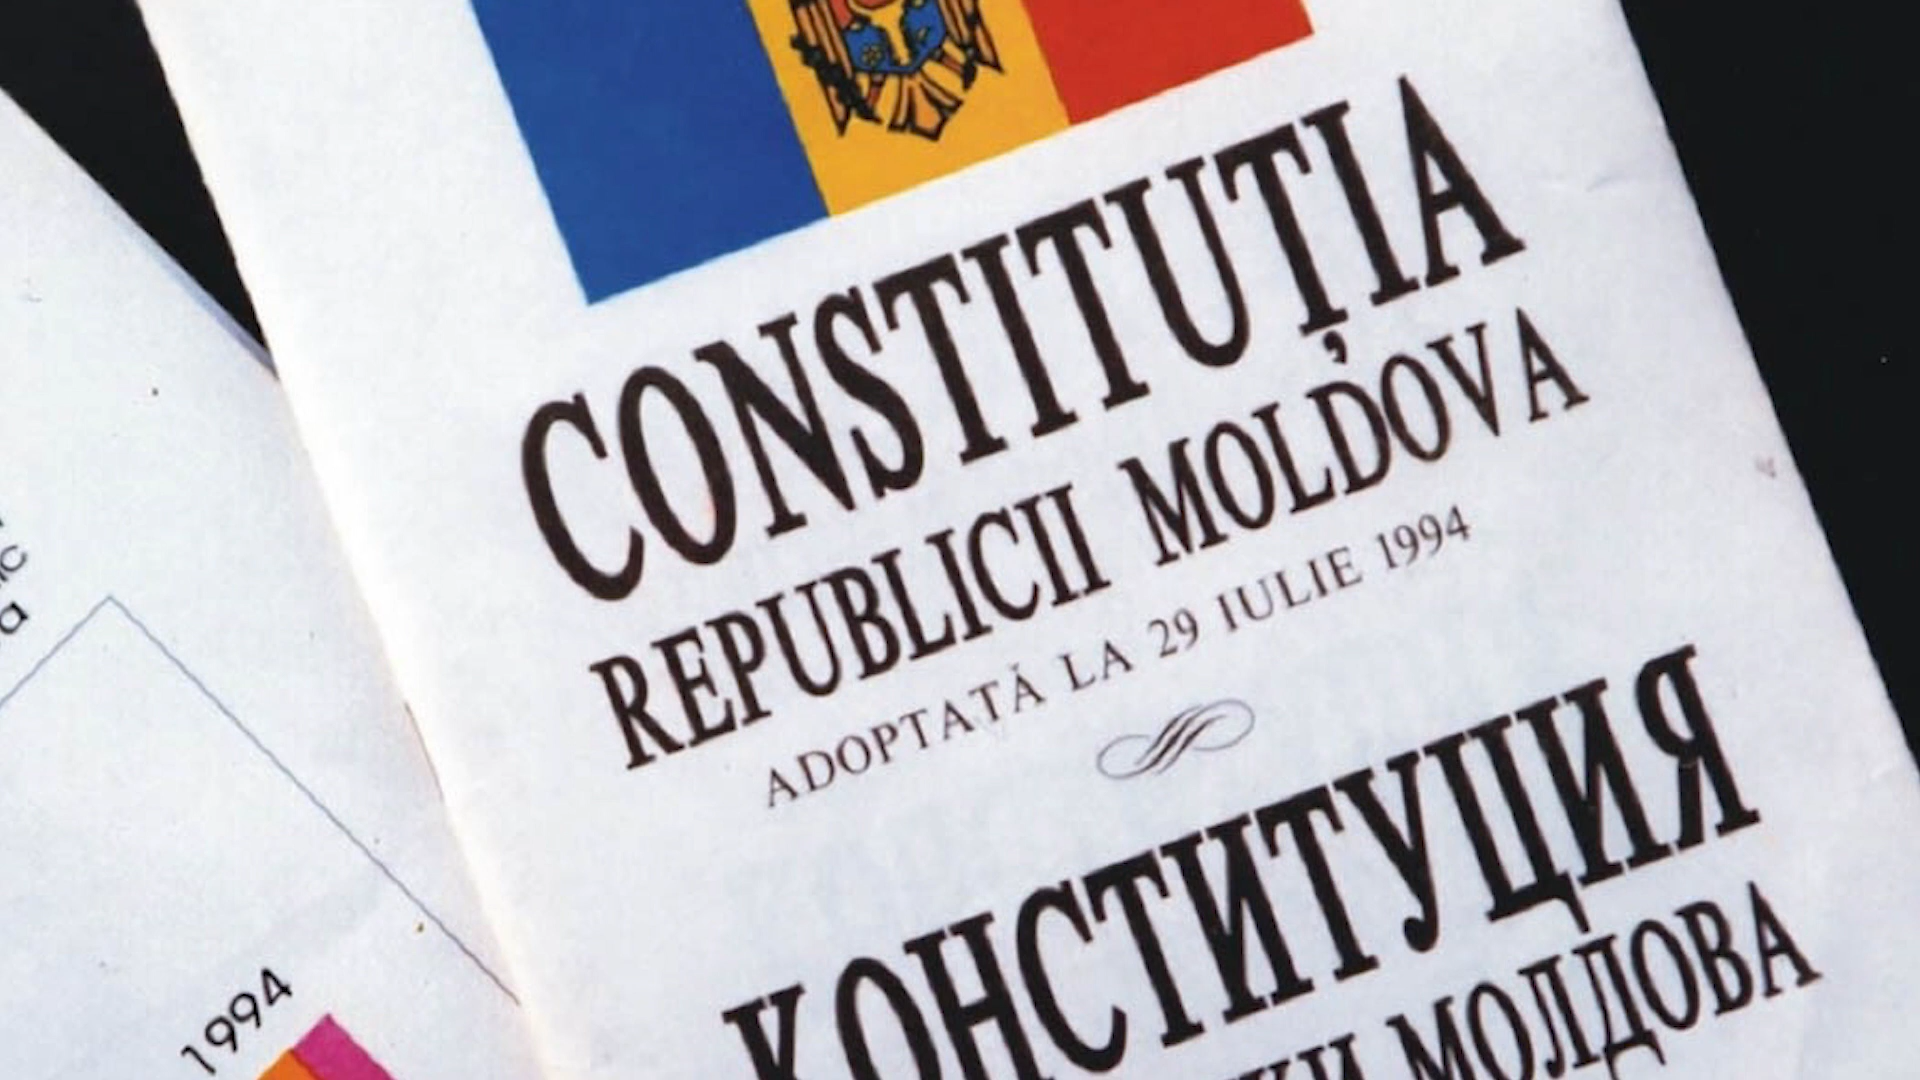 CONSTITUȚIA
REPUBLICII MOLDOVA
ADOPTATĂ LA 29 IULIE 1994
КОНСТИТУЦИЯ
МОЛДОВА
1994